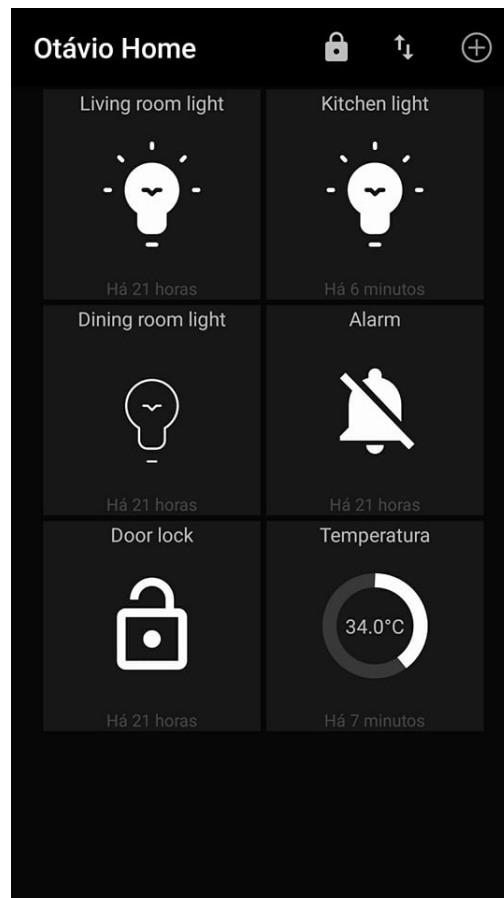 Otávio Home
Living room light
Kitchen light
Há 21 horas
Há 6 minutos
Dining room light
Alarm
Há 21 horas
Há 21 horas
Door lock
Temperatura
34.0°C
Há 21 horas
Há 7 minutos